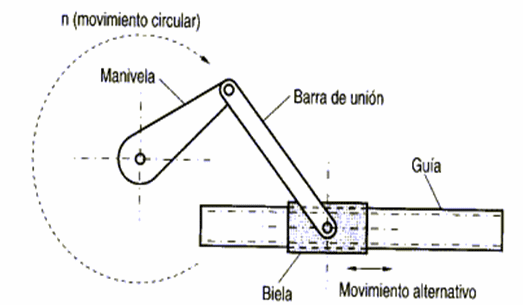 n (movimiento circular)
Manivela
Barra de unión
Guía
Biela
Movimiento alternativo